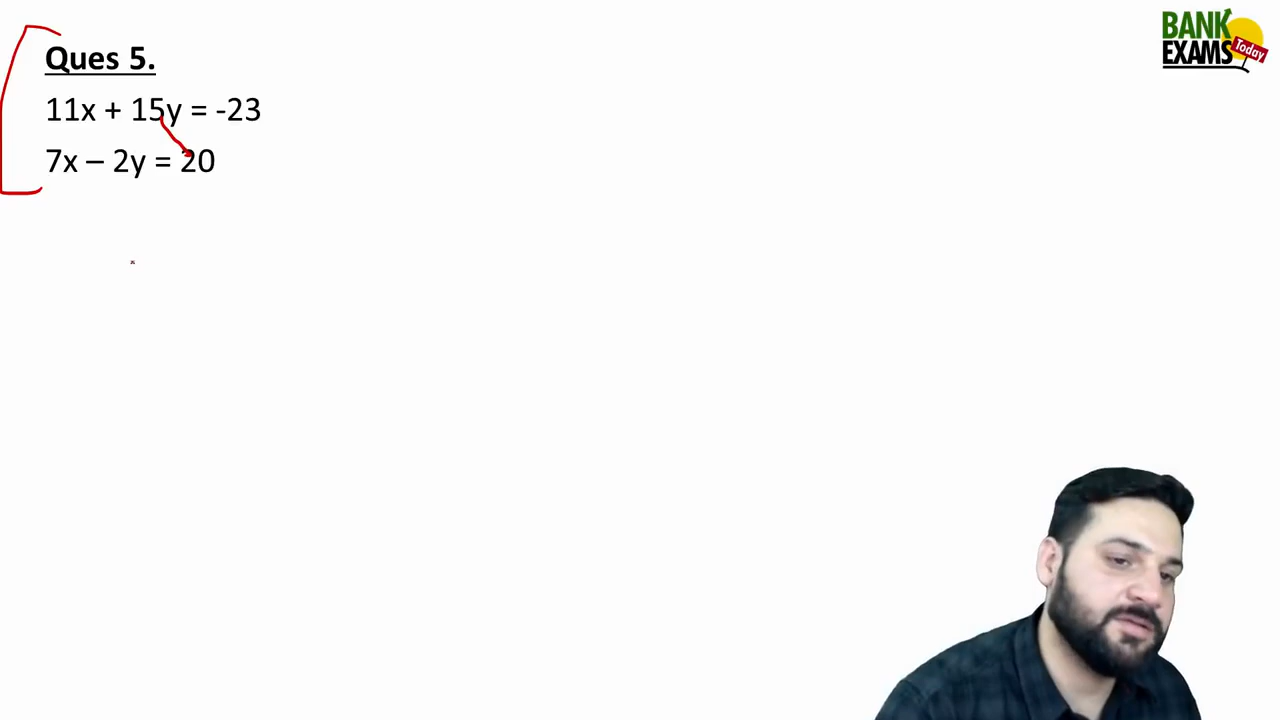 Ques 5.
11x + 15y = -23
7x – 2y = 20
BANK
EXAMS
Today